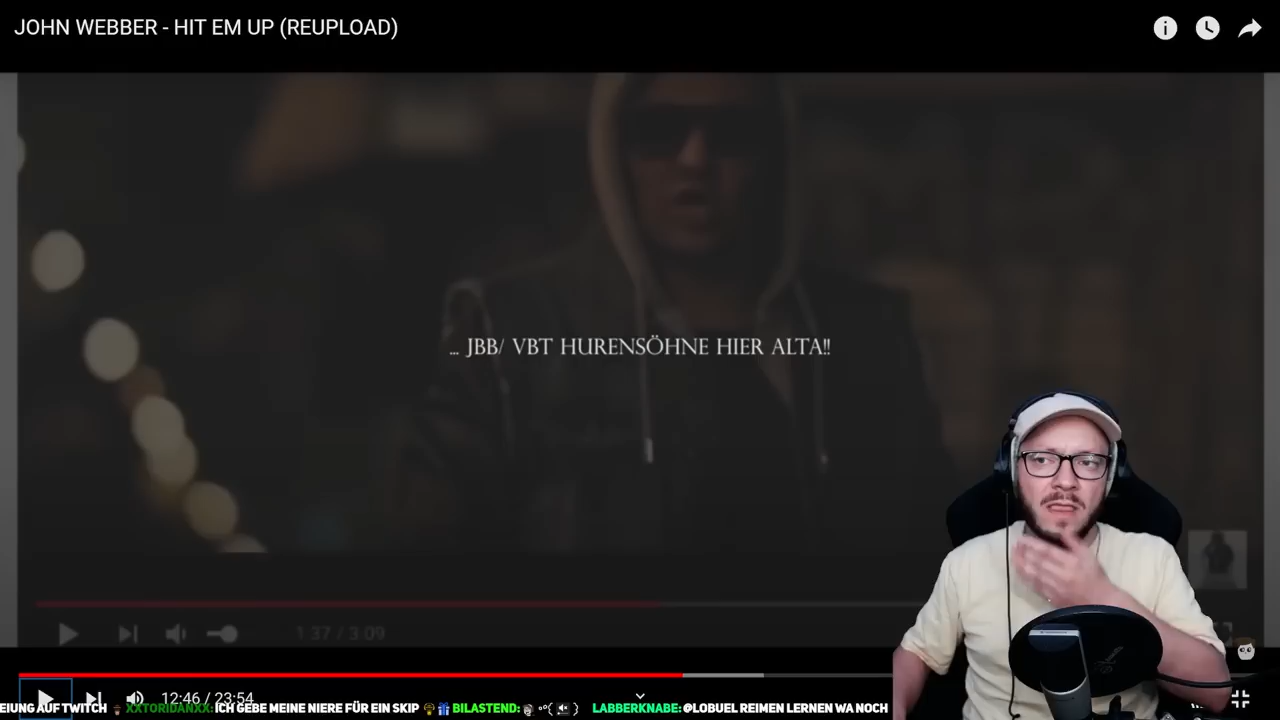 JOHN WEBBER - HIT EM UP (REUPLOAD)
... JBB/ VBT HURENSÖHNE HIER ALTA!!
1:37 / 3:09
12:46 / 23:54
EIUNG AUF TWITCH XXTORIDANXX: ICH GEBE MEINE NIERE FÜR EIN SKIP BILASTEND: LABBERKNABE: @LOBUEL REIMEN LERNEN WA NOCH